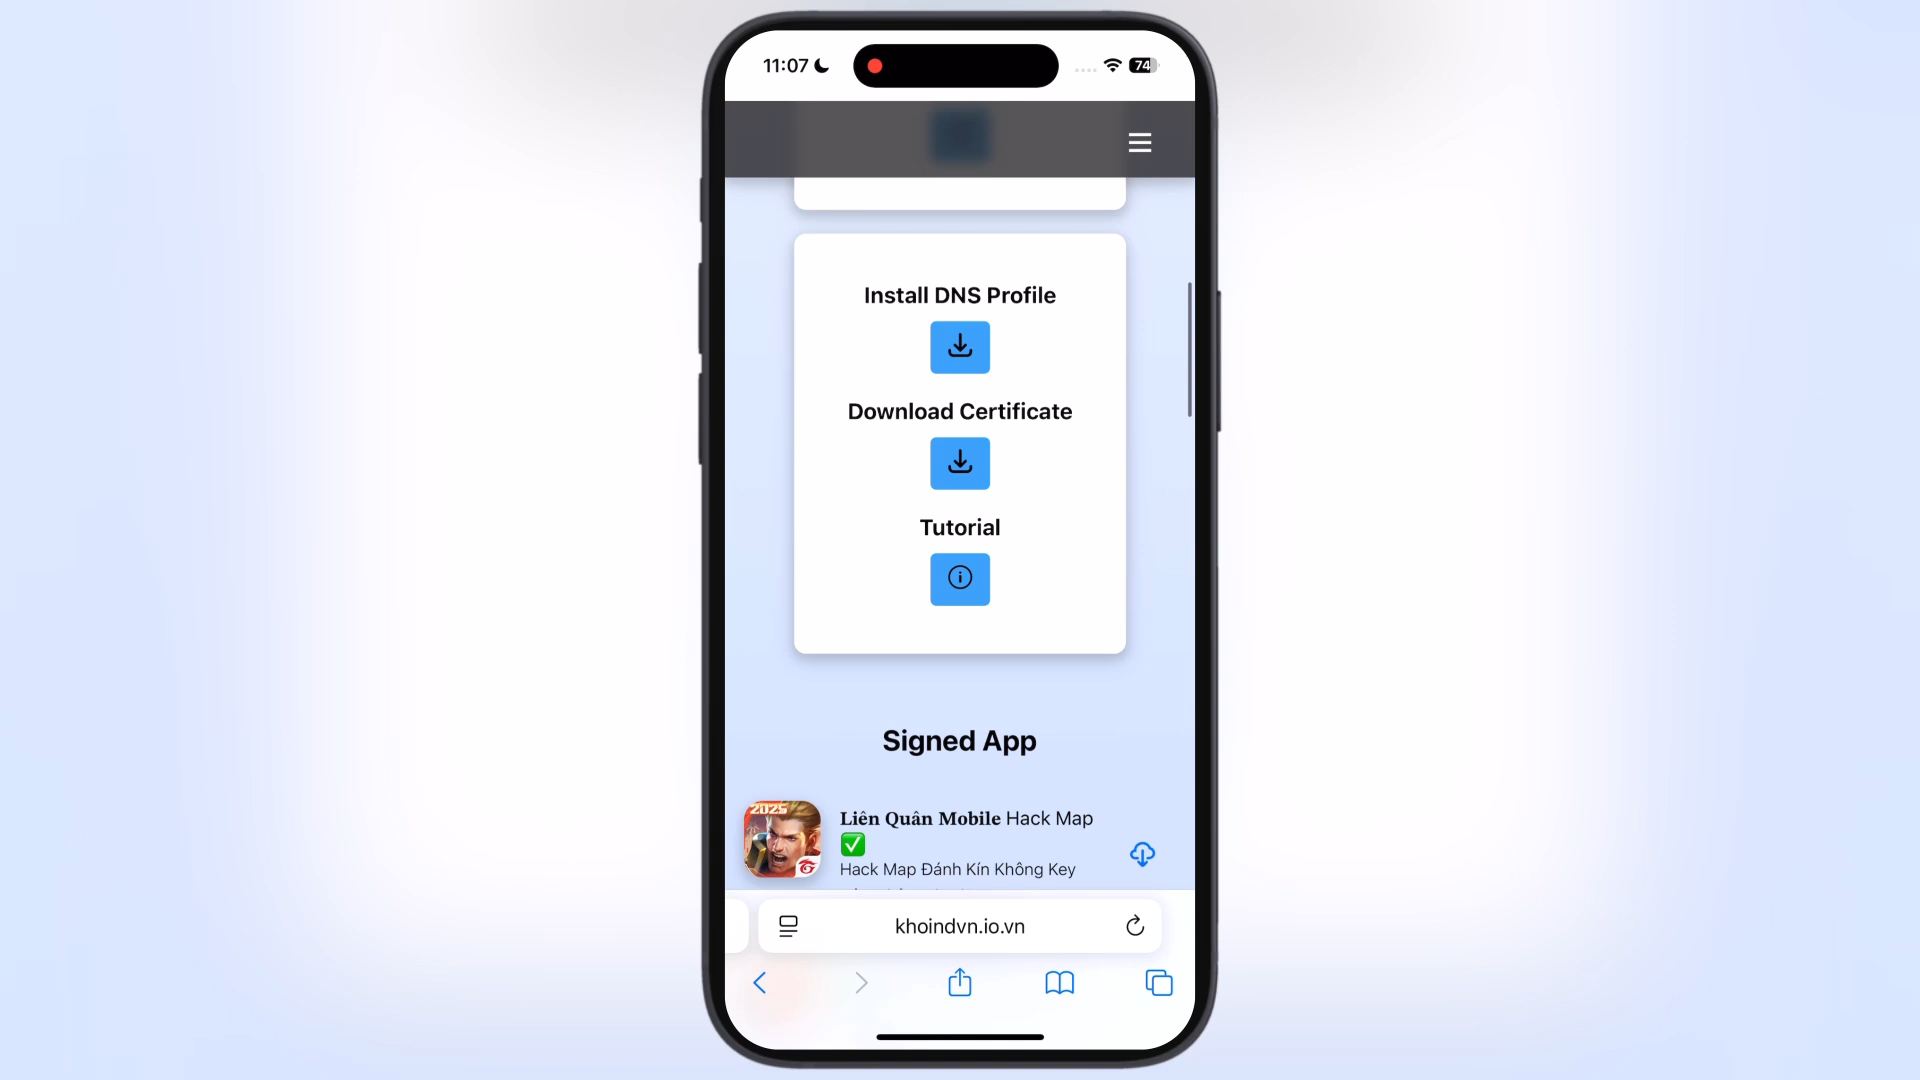 11:07
74
Install DNS Profile
Download Certificate
Tutorial
Signed App
2025
Liên Quân Mobile Hack Map
✅
Hack Map Đánh Kín Không Key
khoindvn.io.vn